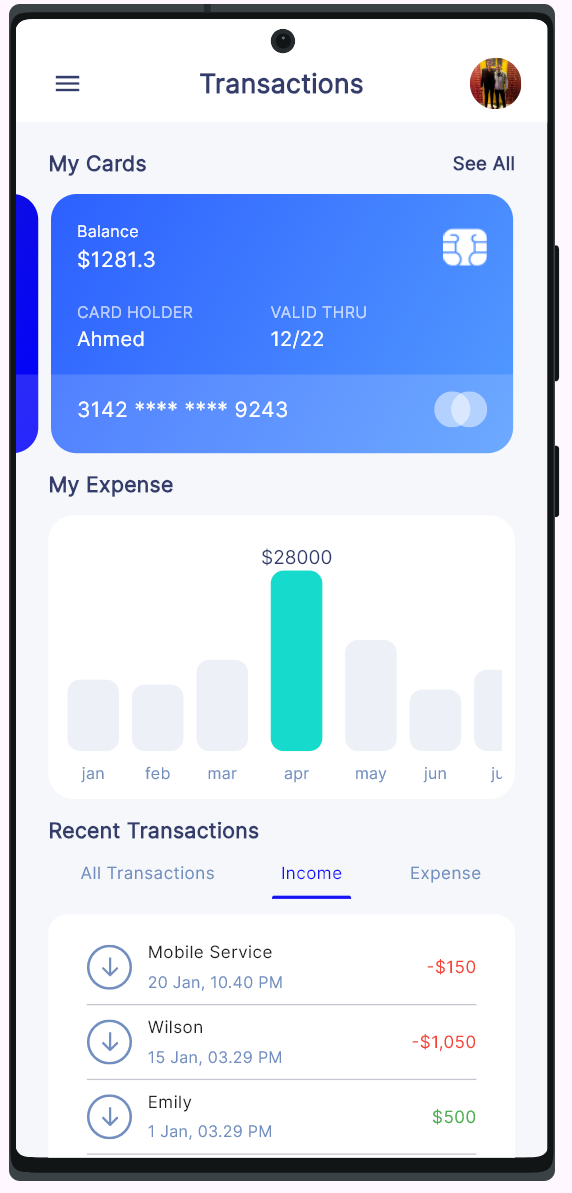 Transactions
My Cards
See All
Balance
$1281.3
CARD HOLDER
VALID THRU
Ahmed
12/22
3142 **** **** 9243
My Expense
$28000
jan feb mar apr may jun ju
Recent Transactions
All Transactions
Income
Expense
Mobile Service
-$150
20 Jan, 10.40 PM
Wilson
-$1,050
15 Jan, 03.29 PM
Emily
$500
1 Jan, 03.29 PM